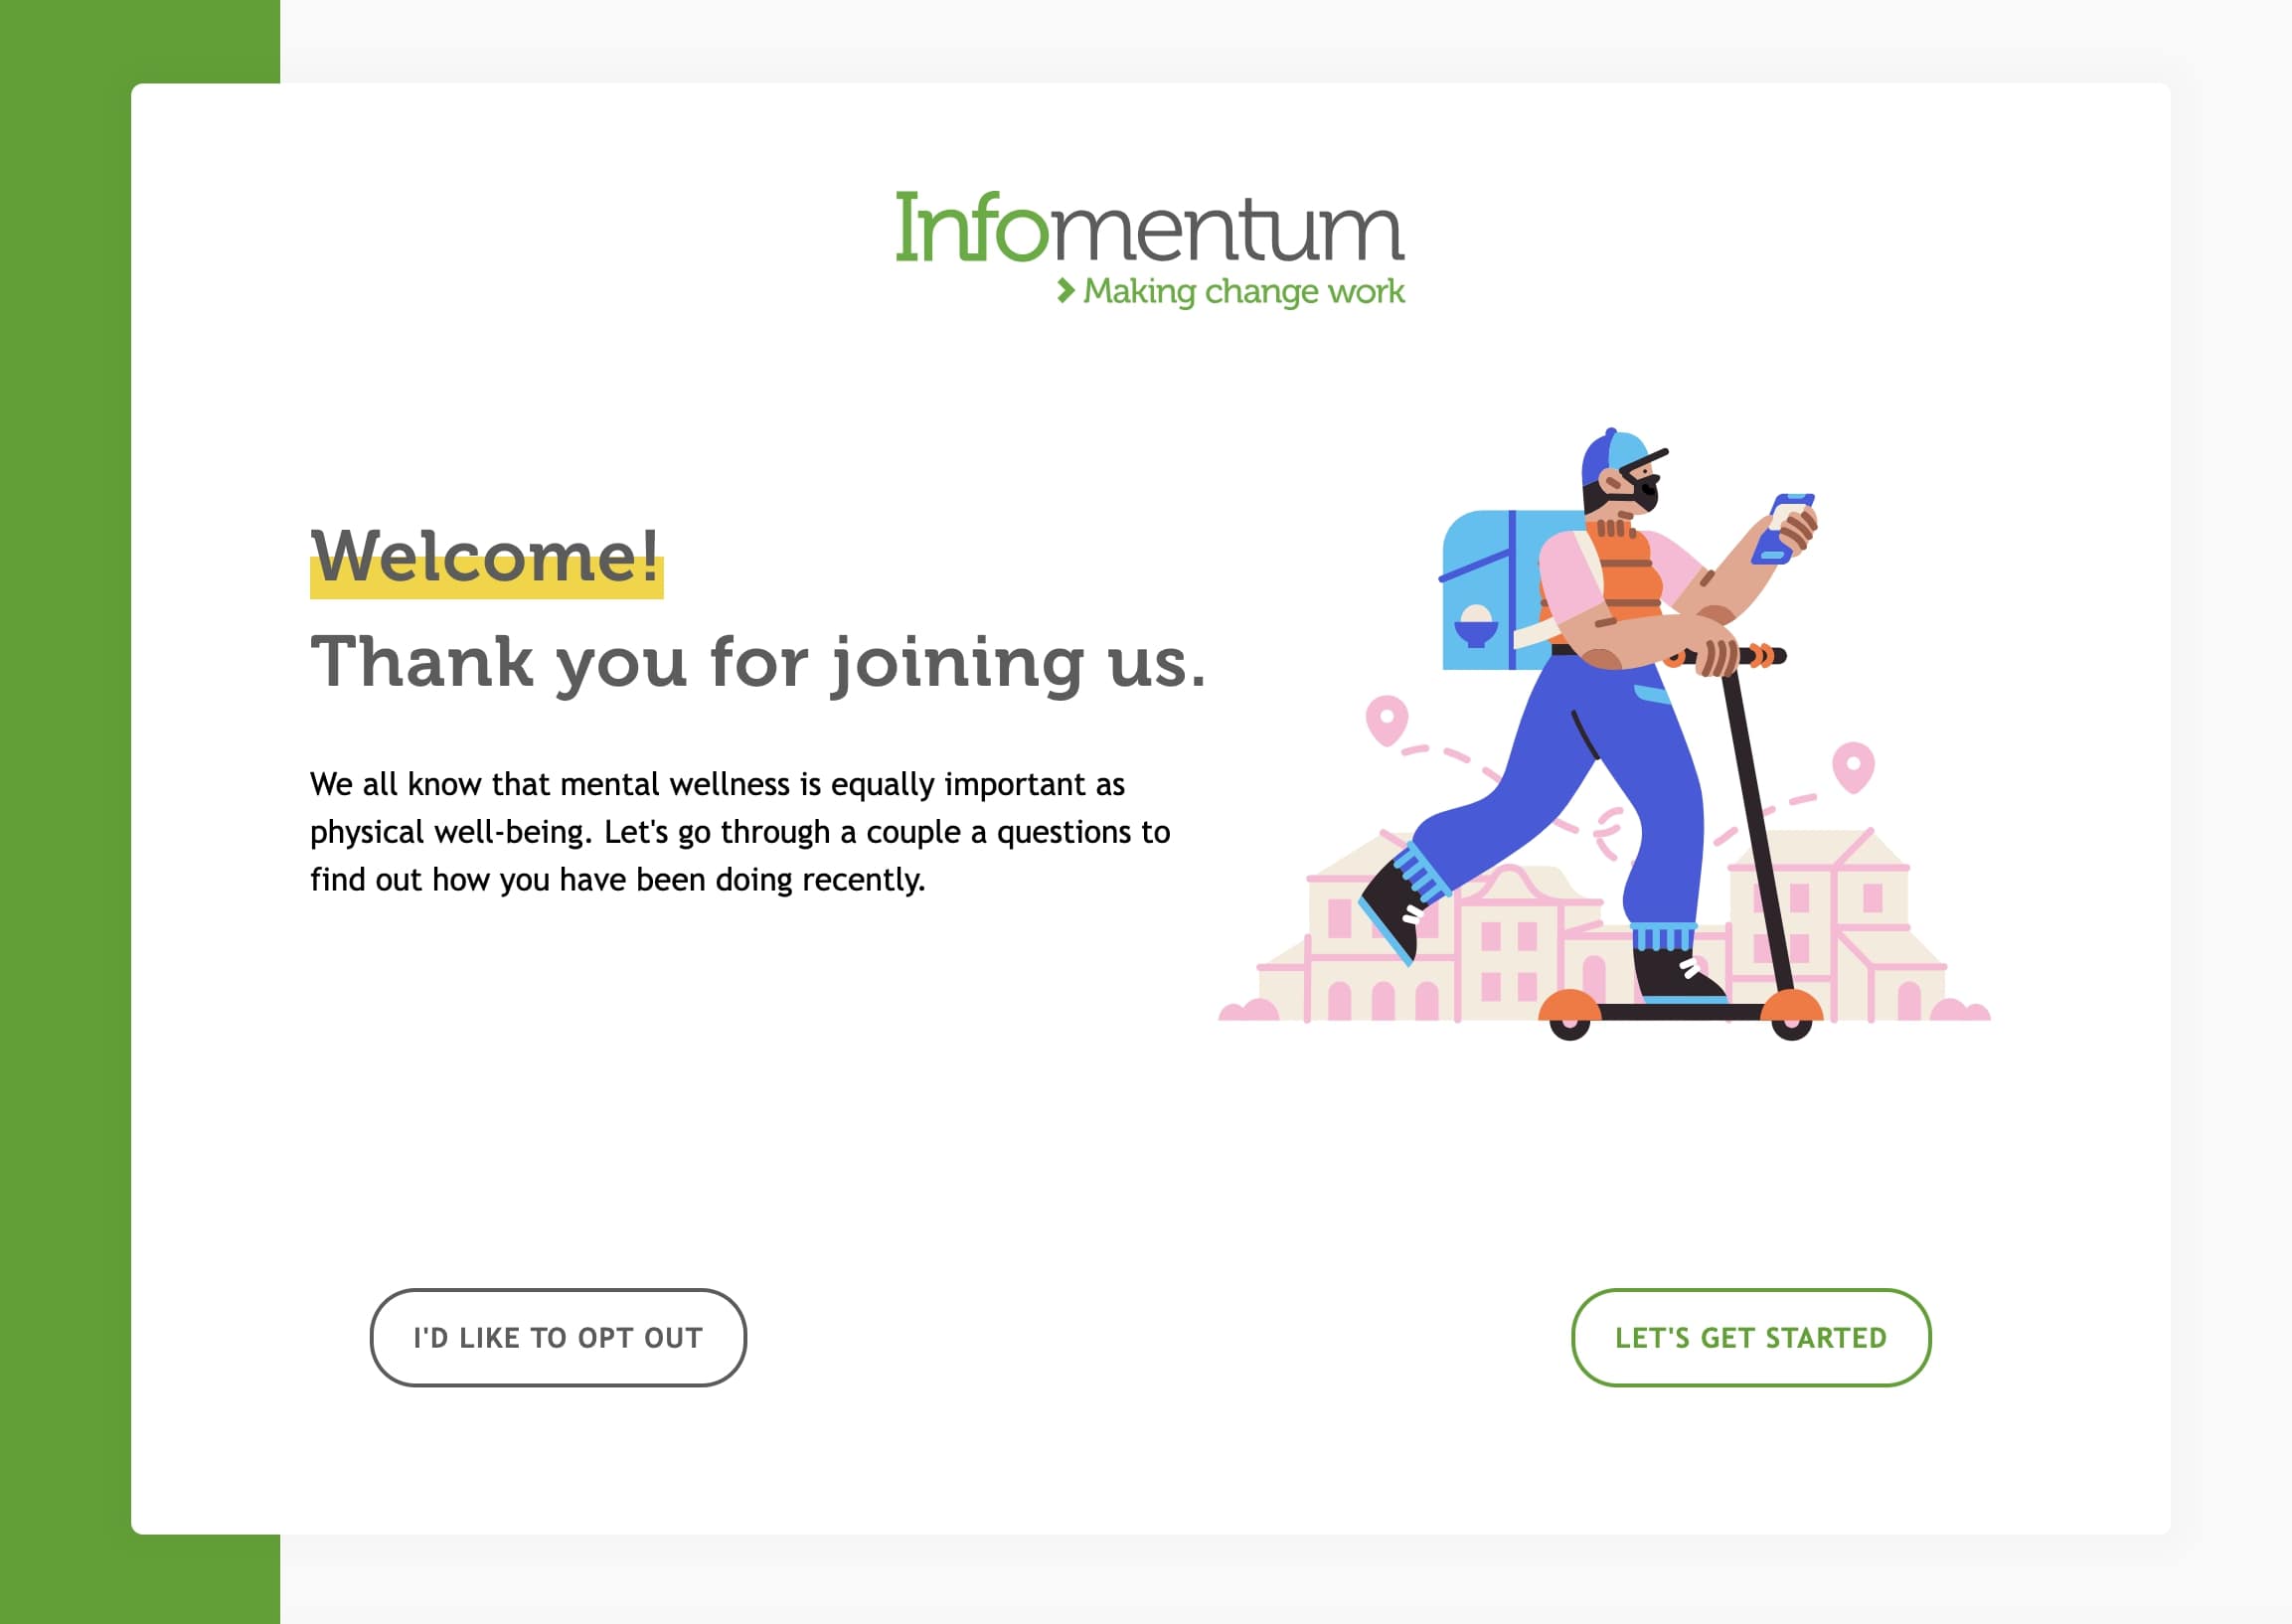 Infomentum
Making change work
Welcome!
Thank you for joining us.
We all know that mental wellness is equally important as
physical well-being. Let's go through a couple a questions to
find out how you have been doing recently.
I'D LIKE TO OPT OUT
LET'S GET STARTED